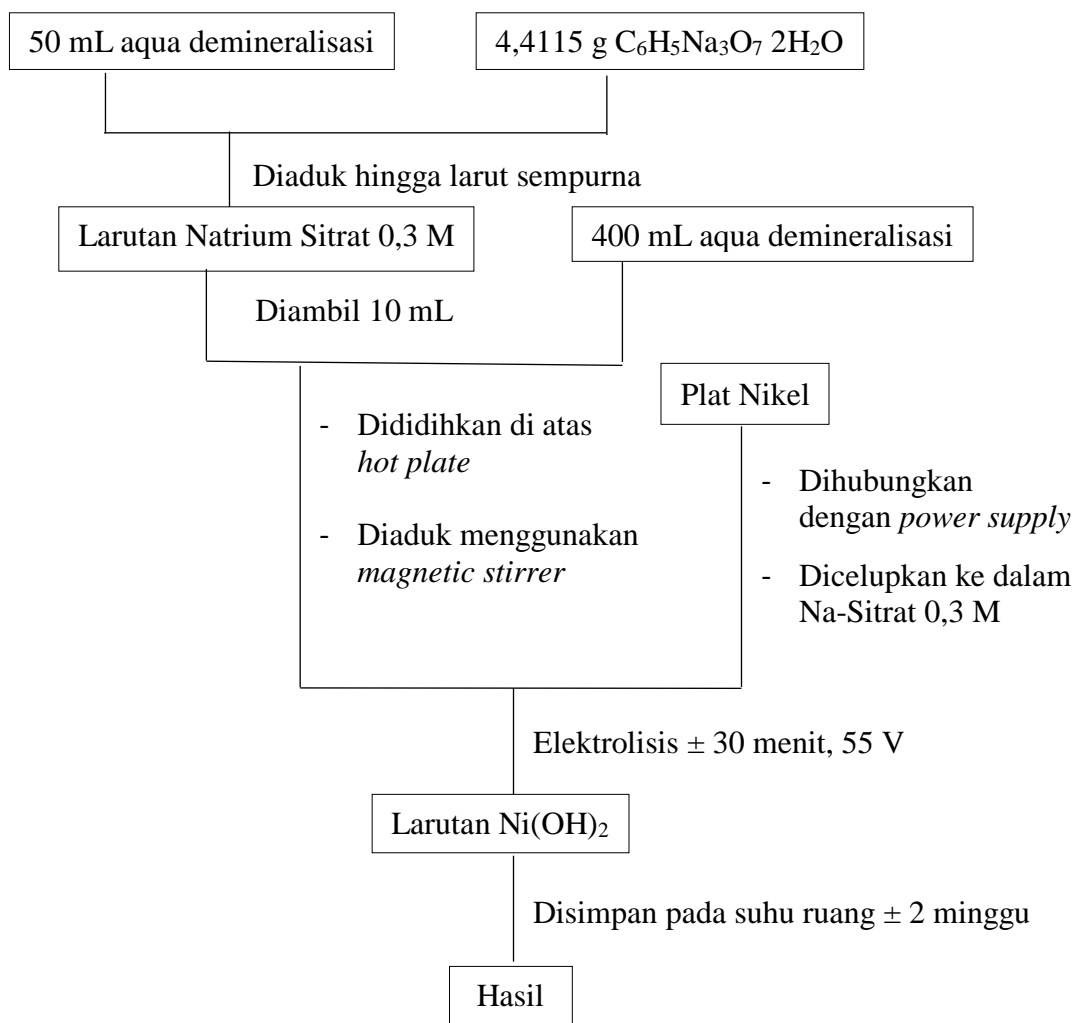 50 mL aqua demineralisasi
4,4115 g C₆H₅Na₃O₇ 2H₂O
Diaduk hingga larut sempurna
Larutan Natrium Sitrat 0,3 M
400 mL aqua demineralisasi
Diambil 10 mL
Plat Nikel
- Dididihkan di atas
hot plate
- Diaduk menggunakan
magnetic stirrer
- Dihubungkan
dengan power supply
- Dicelupkan ke dalam
Na-Sitrat 0,3 M
Elektrolisis ± 30 menit, 55 V
Larutan Ni(OH)₂
Disimpan pada suhu ruang ± 2 minggu
Hasil